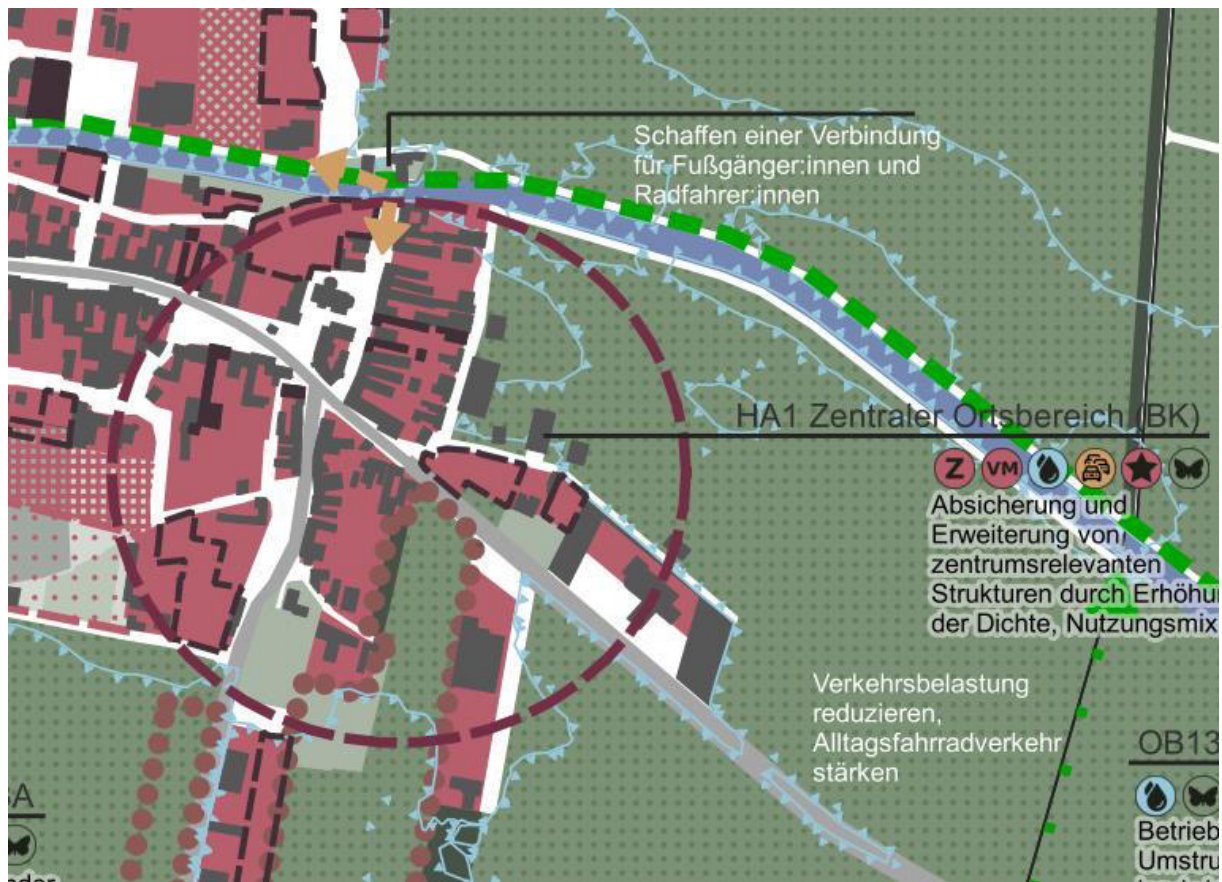 Schaffen einer Verbindung
für Fußgänger:innen und
Radfahrer:innen
HA1 Zentraler Ortsbereich (BK)
Z VM
Absicherung und
Erweiterung von
zentrumsrelevanten
Strukturen durch Erhöhu
der Dichte, Nutzungsmix
Verkehrsbelastung
reduzieren,
Alltagsfahrradverkehr
stärken
OB13
Betrieb
Umstru